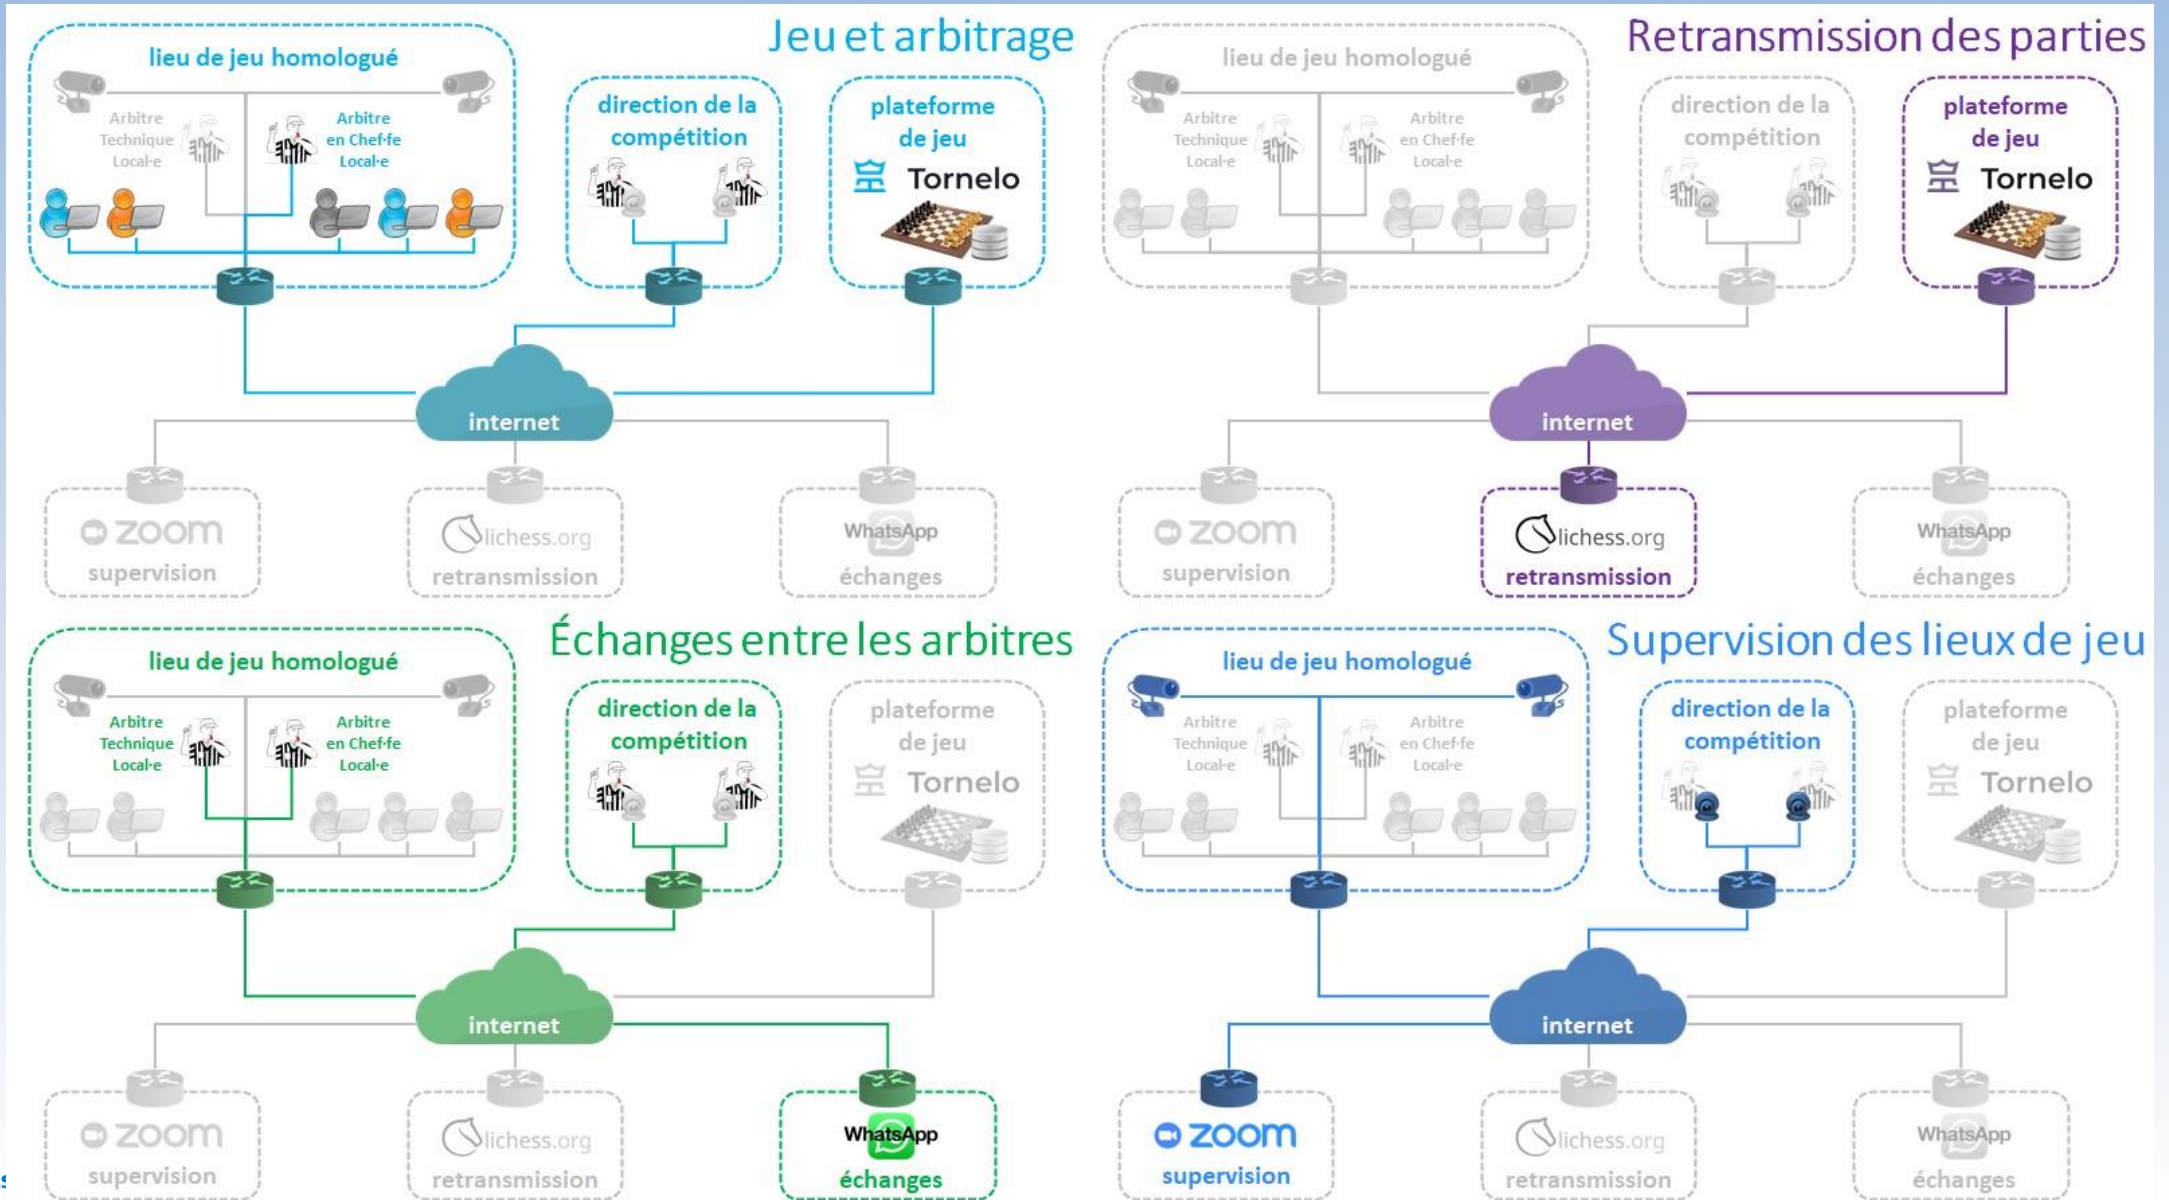 Jeu et arbitrage
lieu de jeu homologué
Arbitre
Technique
Local·e
Arbitre
en Chef·fe
Local·e
direction de la
compétition
plateforme
de jeu
Tornelo
internet
zoom
supervision
lichess.org
retransmission
WhatsApp
échanges
Retransmission des parties
lieu de jeu homologué
Arbitre
Technique
Local·e
Arbitre
en Chef·fe
Local·e
direction de la
compétition
plateforme
de jeu
Tornelo
internet
zoom
supervision
lichess.org
retransmission
WhatsApp
échanges
Échanges entre les arbitres
lieu de jeu homologué
Arbitre
Technique
Local·e
Arbitre
en Chef·fe
Local·e
direction de la
compétition
plateforme
de jeu
Tornelo
internet
zoom
supervision
lichess.org
retransmission
WhatsApp
échanges
Supervision des lieux de jeu
lieu de jeu homologué
Arbitre
Technique
Local·e
Arbitre
en Chef·fe
Local·e
direction de la
compétition
plateforme
de jeu
Tornelo
internet
zoom
supervision
lichess.org
retransmission
WhatsApp
échanges